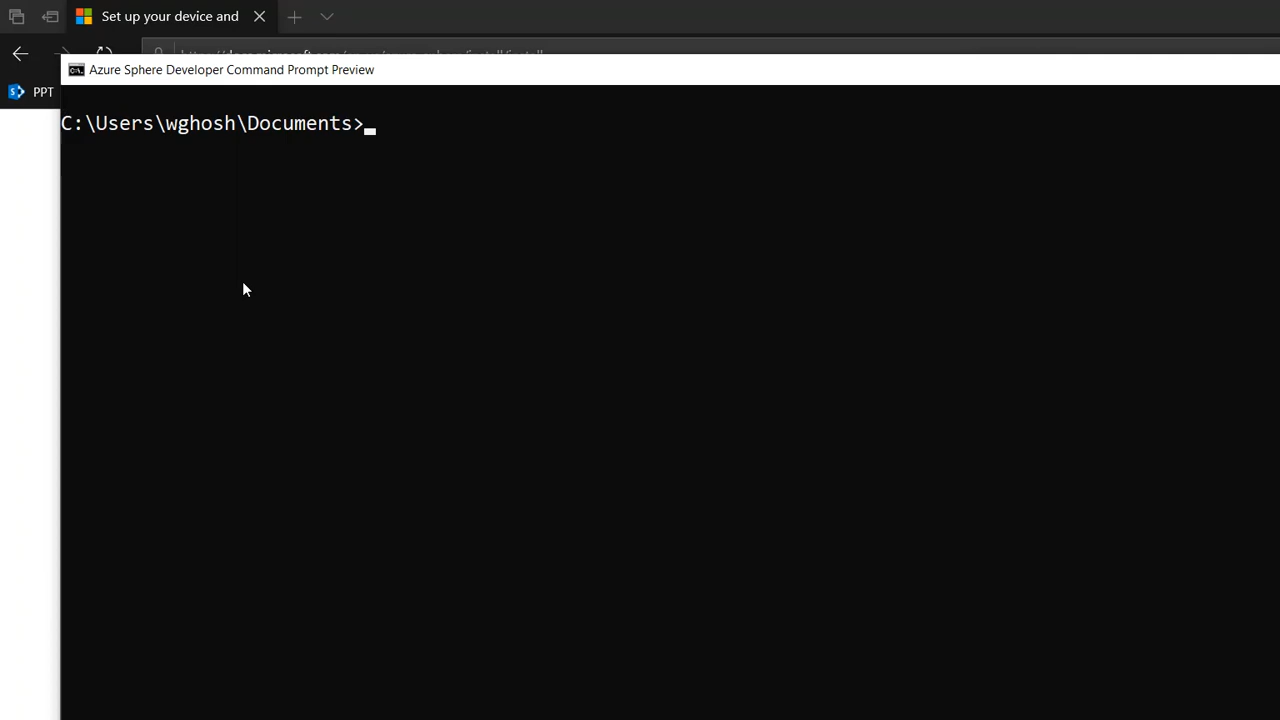 Set up your device and
Azure Sphere Developer Command Prompt Preview
PPT
C:\Users\wghosh\Documents>